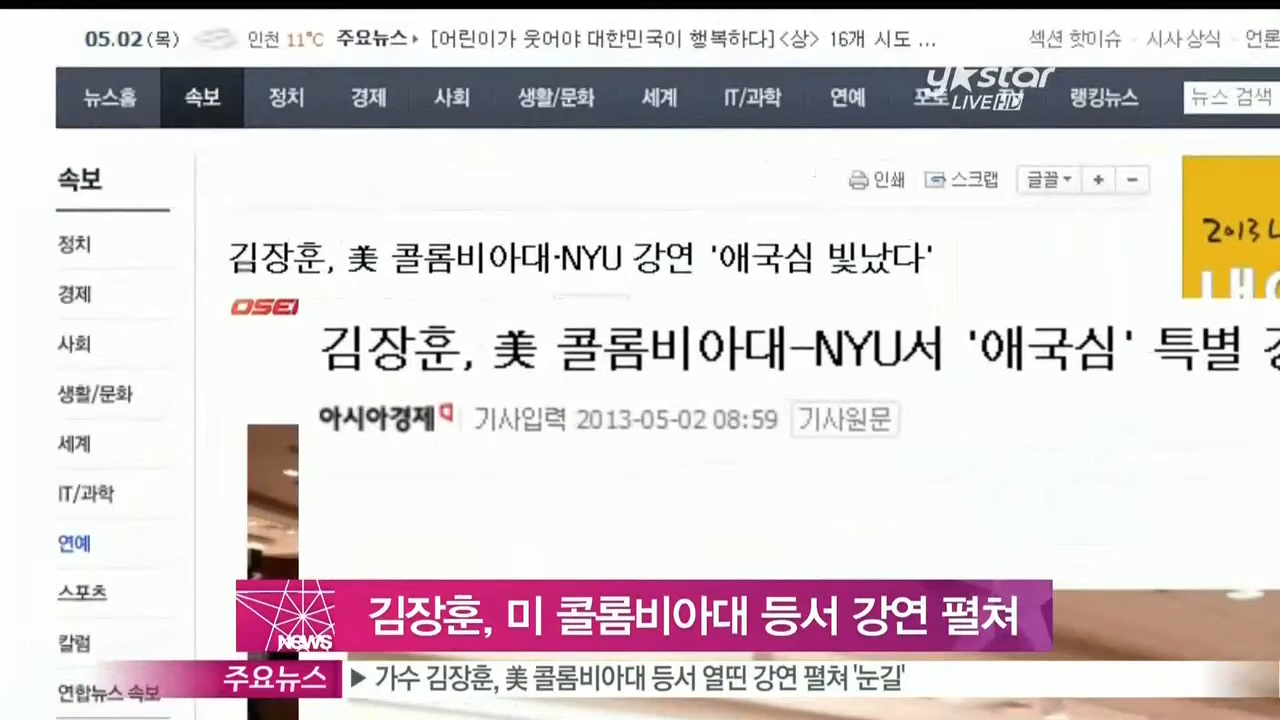 05.02(목) 인천 11°C 주요뉴스 [어린이가 웃어야 대한민국이 행복하다]<상> 16개 시도 ... 섹션 핫이슈 시사상식 언론
y★star
LIVE HD
뉴스홈 속보 정치 경제 사회 생활/문화 세계 IT/과학 연예 랭킹뉴스 뉴스 검색
속보
인쇄 스크랩 글꼴 + -
정치
경제
사회
생활/문화
세계
IT/과학
연예
스포츠
칼럼
연합뉴스 속보
2013
김장훈, 美 콜롬비아대·NYU 강연 '애국심 빛났다'
OSEN
김장훈, 美 콜롬비아대-NYU서 '애국심' 특별
아시아경제 기사입력 2013-05-02 08:59 기사원문
NEWS 김장훈, 미 콜롬비아대 등서 강연 펼쳐
주요뉴스 ▶ 가수 김장훈, 美 콜롬비아대 등서 열띤 강연 펼쳐 '눈길'